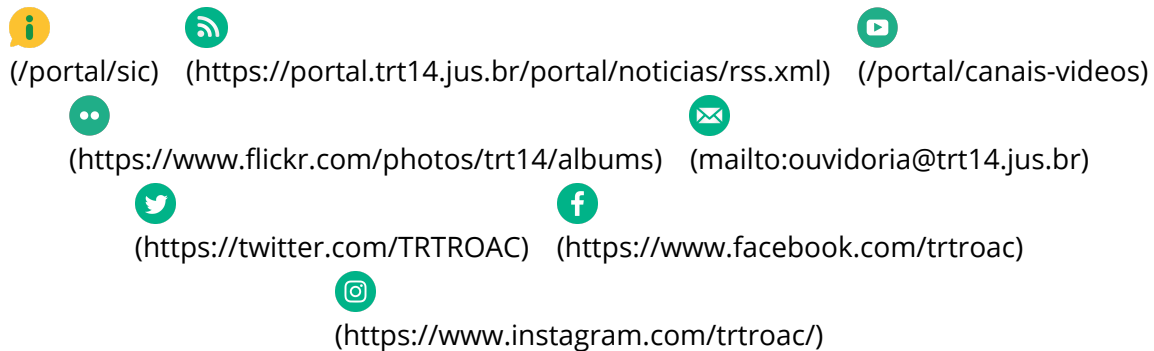 (/portal/sic) (https://portal.trt14.jus.br/portal/noticias/rss.xml) (/portal/canais-videos)
(https://www.flickr.com/photos/trt14/albums) (mailto:ouvidoria@trt14.jus.br)
(https://twitter.com/TRTROAC) (https://www.facebook.com/trtroac)
(https://www.instagram.com/trtroac/)